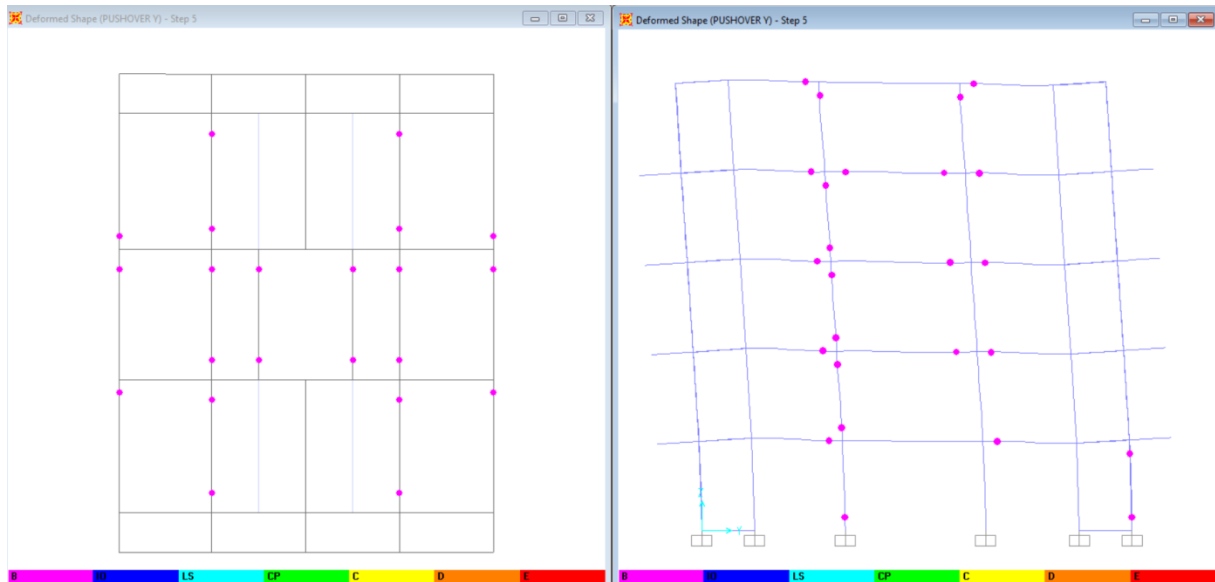 Deformed Shape (PUSHOVER Y) - Step 5
B IO LS CP C D E
Deformed Shape (PUSHOVER Y) - Step 5
Z
Y
B IO LS CP C D E